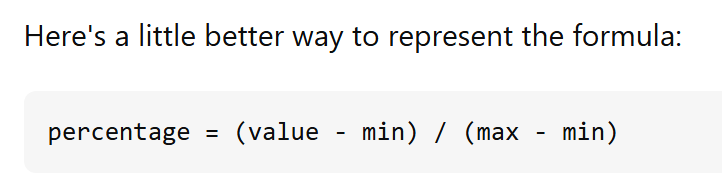 Here's a little better way to represent the formula:
percentage = (value - min) / (max - min)